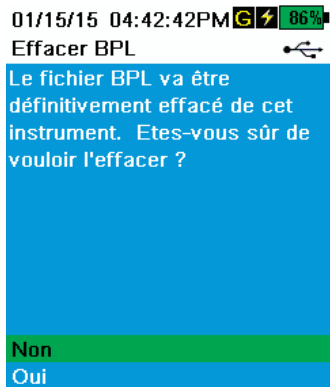 01/15/15 04:42:42PM G 86%
Effacer BPL
Le fichier BPL va être
définitivement effacé de cet
instrument. Etes-vous sûr de
vouloir l'effacer ?
Non
Oui